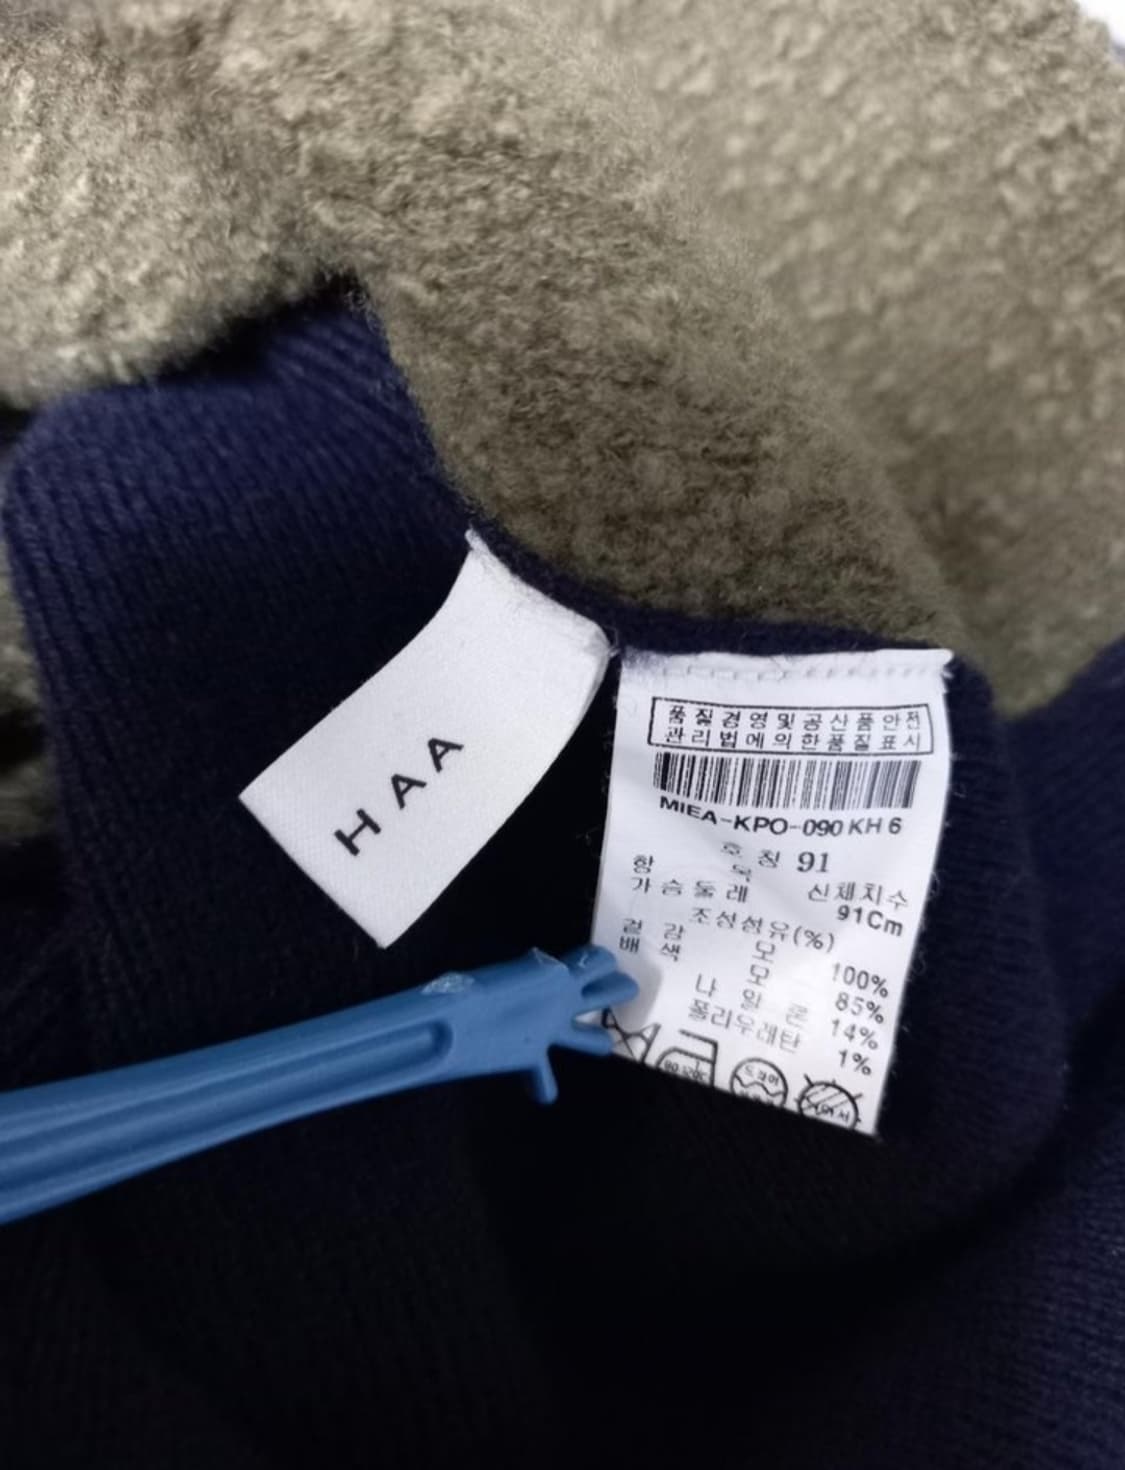 HAA
품질경영및공산품안전
관리법에의한품질표시
MIEA-KPO-090 KH 6
호칭 91
항 목
가슴둘레 신체치수
91Cm
조성섬유(%)
겉감 모 100%
배색 모 85%
나일론 14%
폴리우레탄 1%
드라이